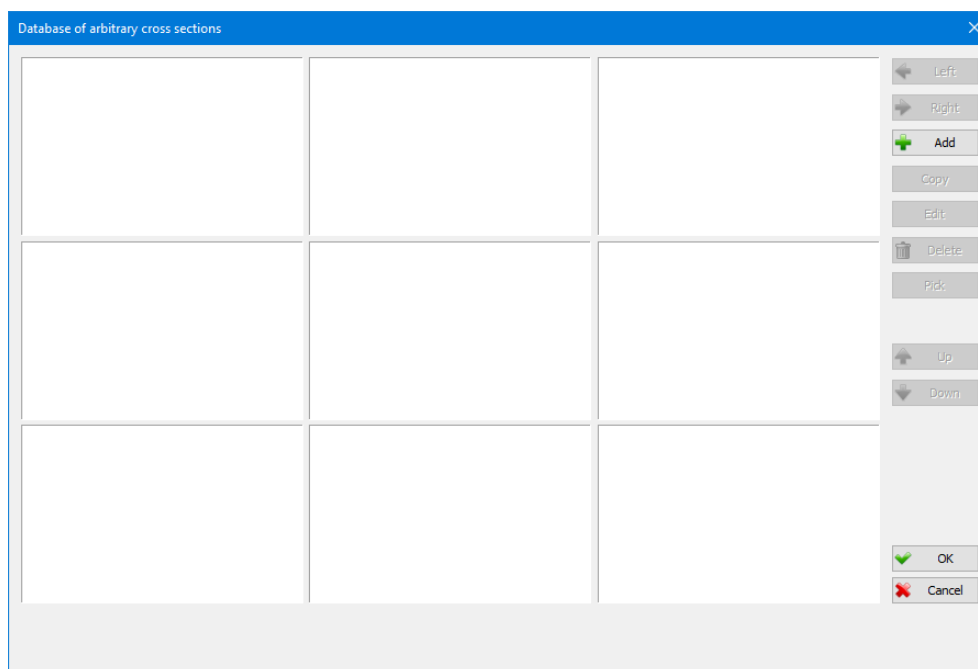 Database of arbitrary cross sections
Left
Right
Add
Copy
Edit
Delete
Pick
Up
Down
OK
Cancel